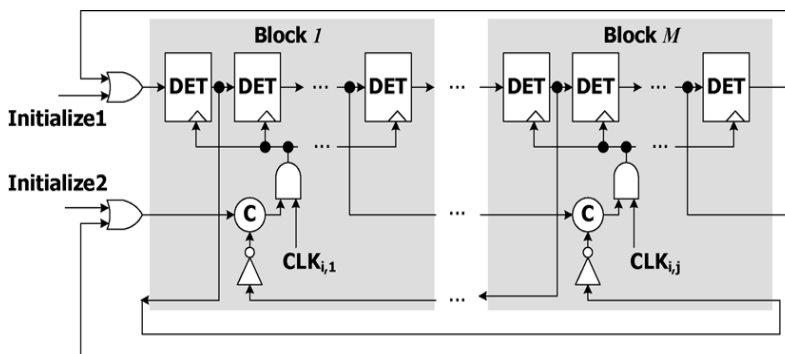 Block 1
Block M
DET DET ... DET ... DET DET ... DET
Initialize1
... ...
Initialize2
C ... C
CLKi,1
CLKi,j
...